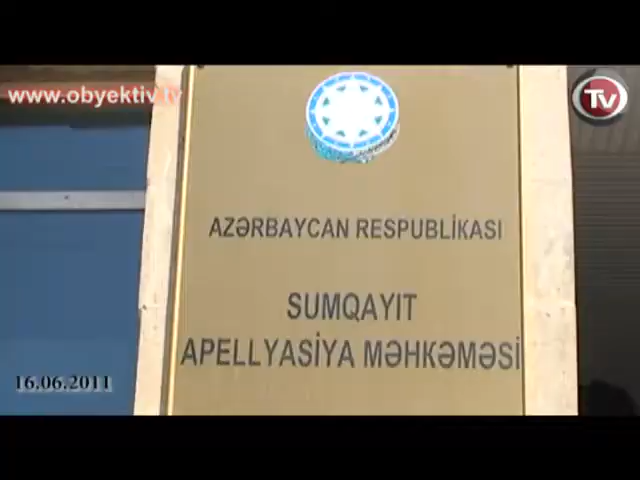 www.obyektiv.tv
Tv
AZƏRBAYCAN RESPUBLİKASI
SUMQAYIT
APELLYASİYA MƏHKƏMƏSİ
16.06.2011